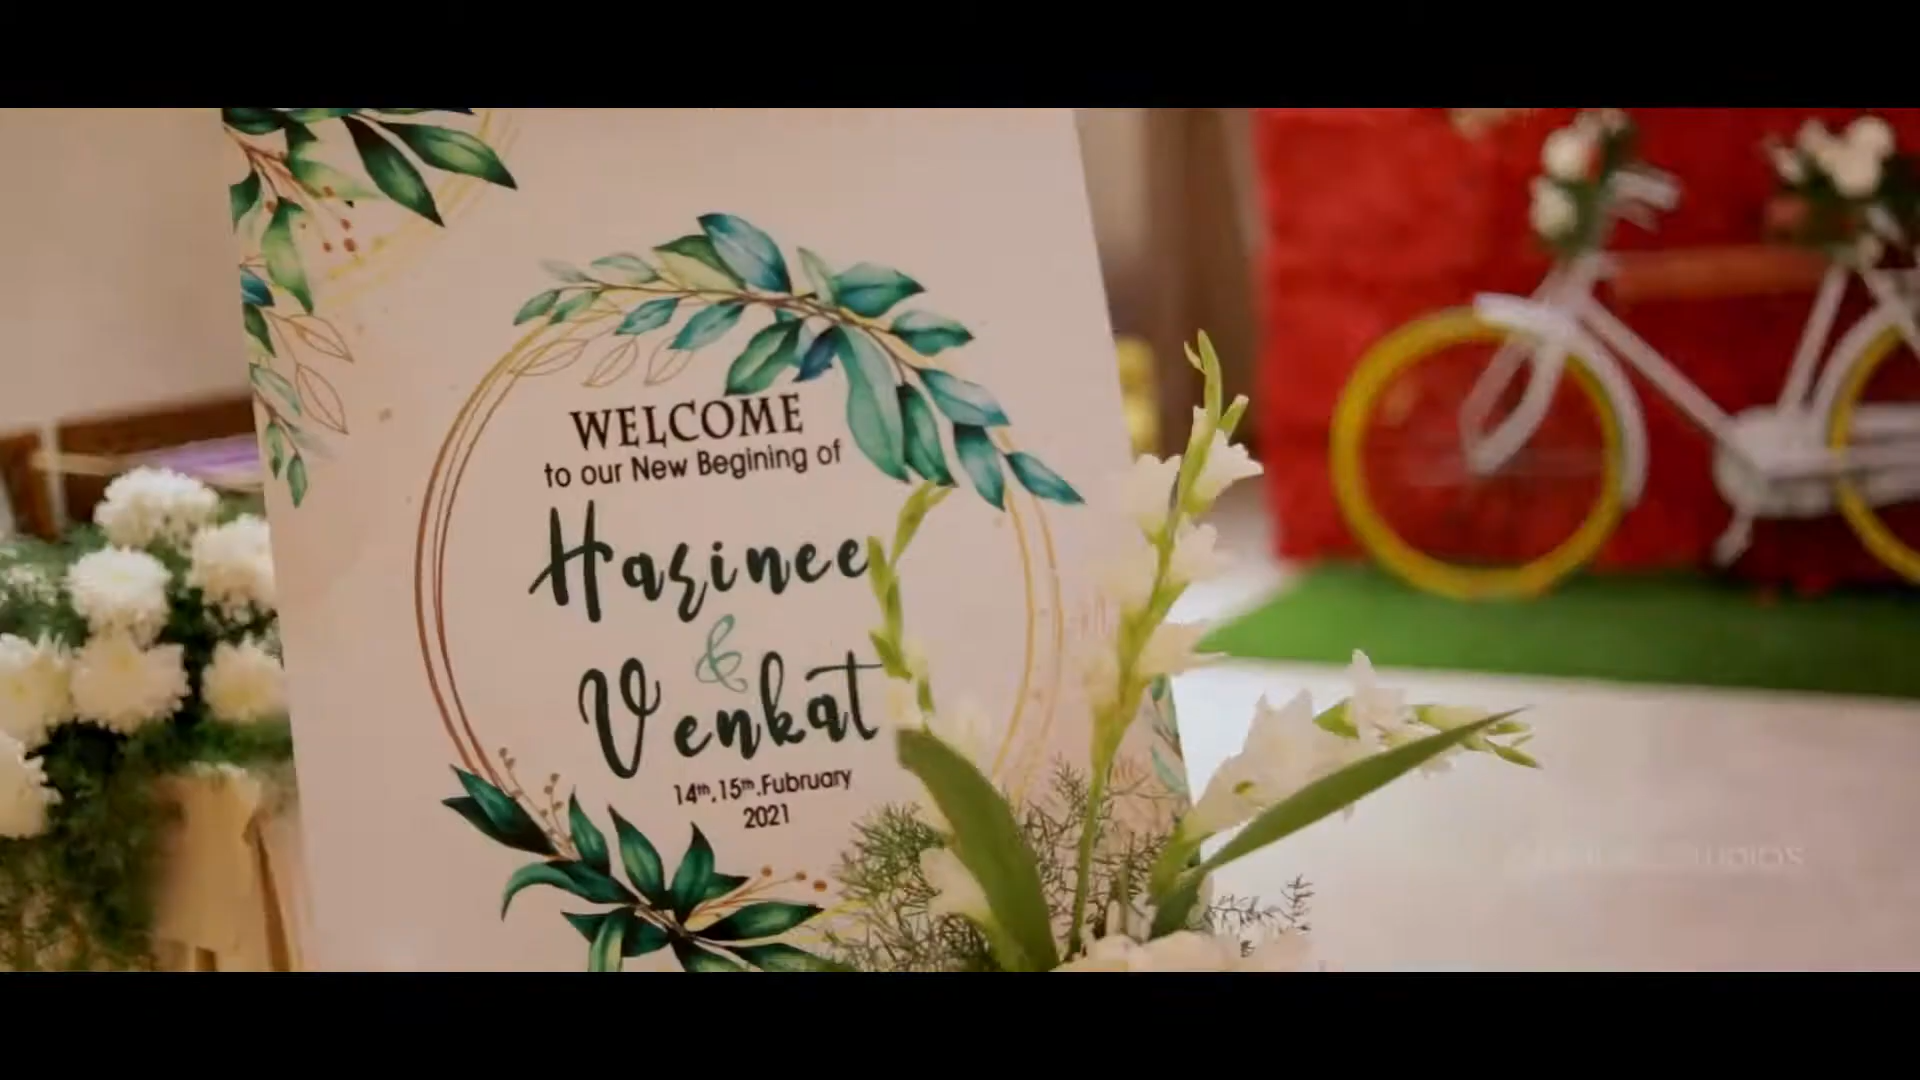 WELCOME
to our New Begining of
Harinee
&
Venkat
14th.15th.Fubruary
2021